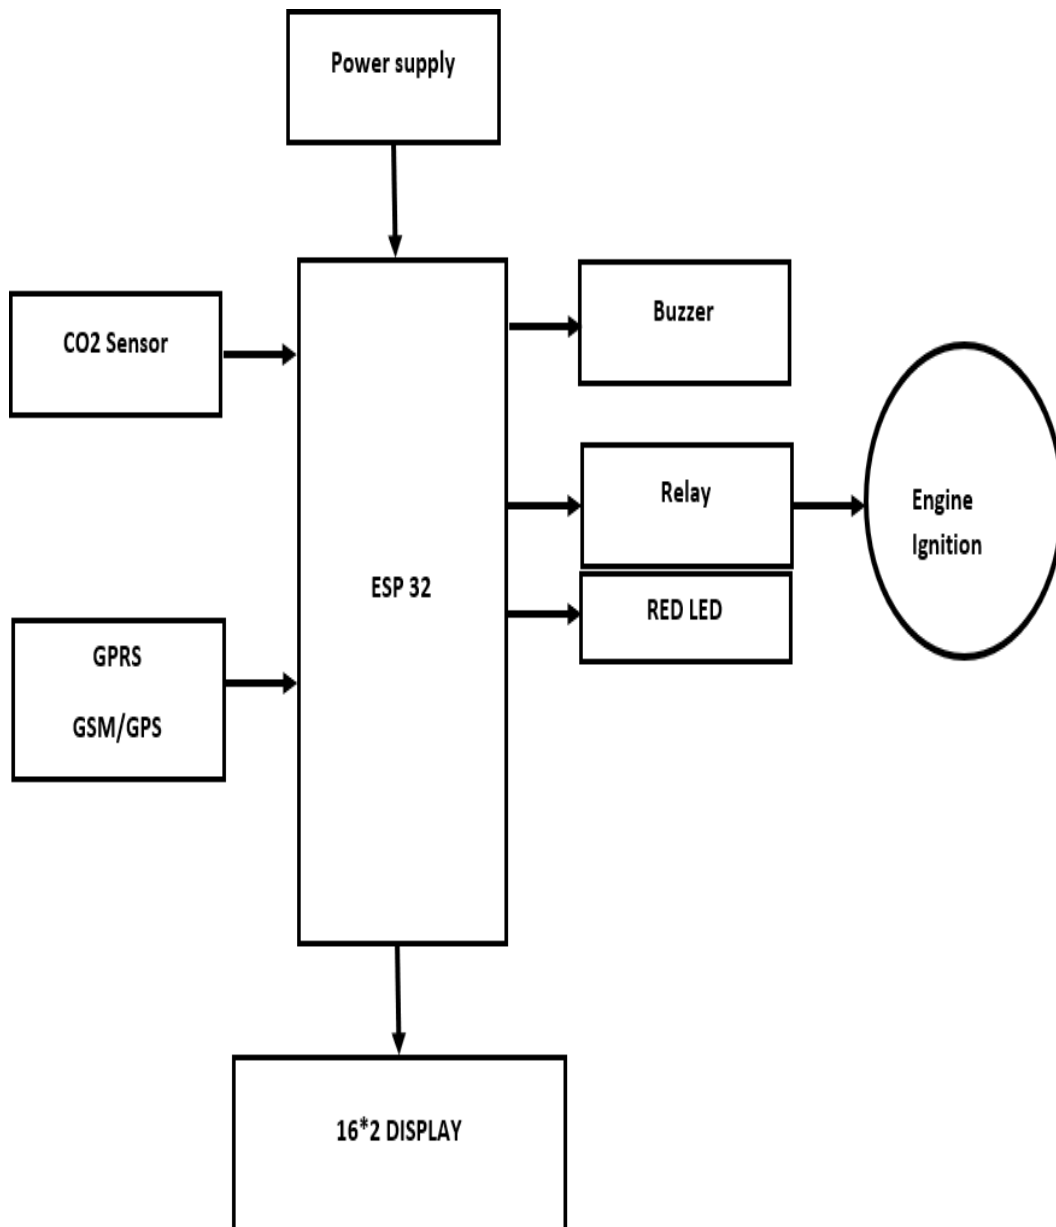 Power supply
CO2 Sensor
Buzzer
Relay
Engine
Ignition
ESP 32
RED LED
GPRS
GSM/GPS
16*2 DISPLAY